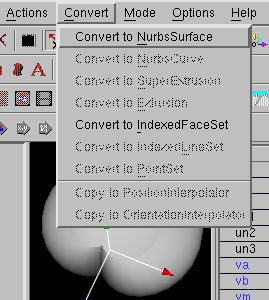 Actions Convert Mode Options Help
Convert to NurbsSurface
Convert to NurbsCurve
Convert to SuperExtrusion
Convert to Extrusion
Convert to IndexedFaceSet
Convert to IndexedLineSet
Convert to PointSet
Copy to PositionInterpolator
Copy to OrientationInterpolator
un2
un3
va
vb
vm